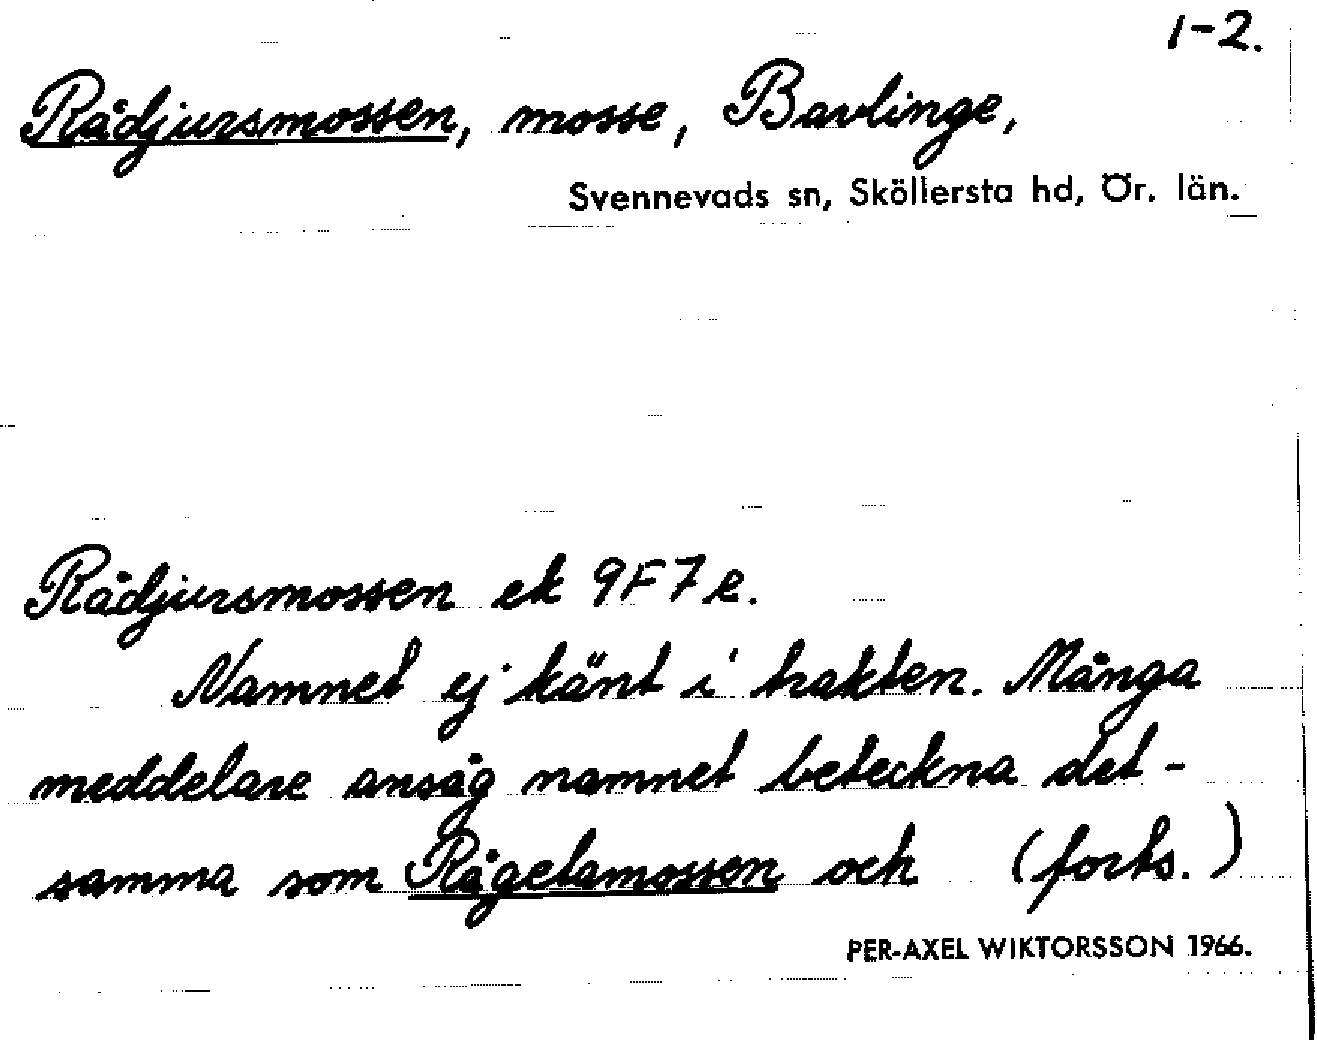 1-2.
Rådjursmossen, mosse, Bavlinge,
Svennevads sn, Sköllersta hd, Ör. län.
Rådjursmossen ek 9F7e.
Namnet ej känt i trakten. Många
meddelare ansåg namnet beteckna det-
samma som Rågetamossen och (forts.)
PER-AXEL WIKTORSSON 1966.